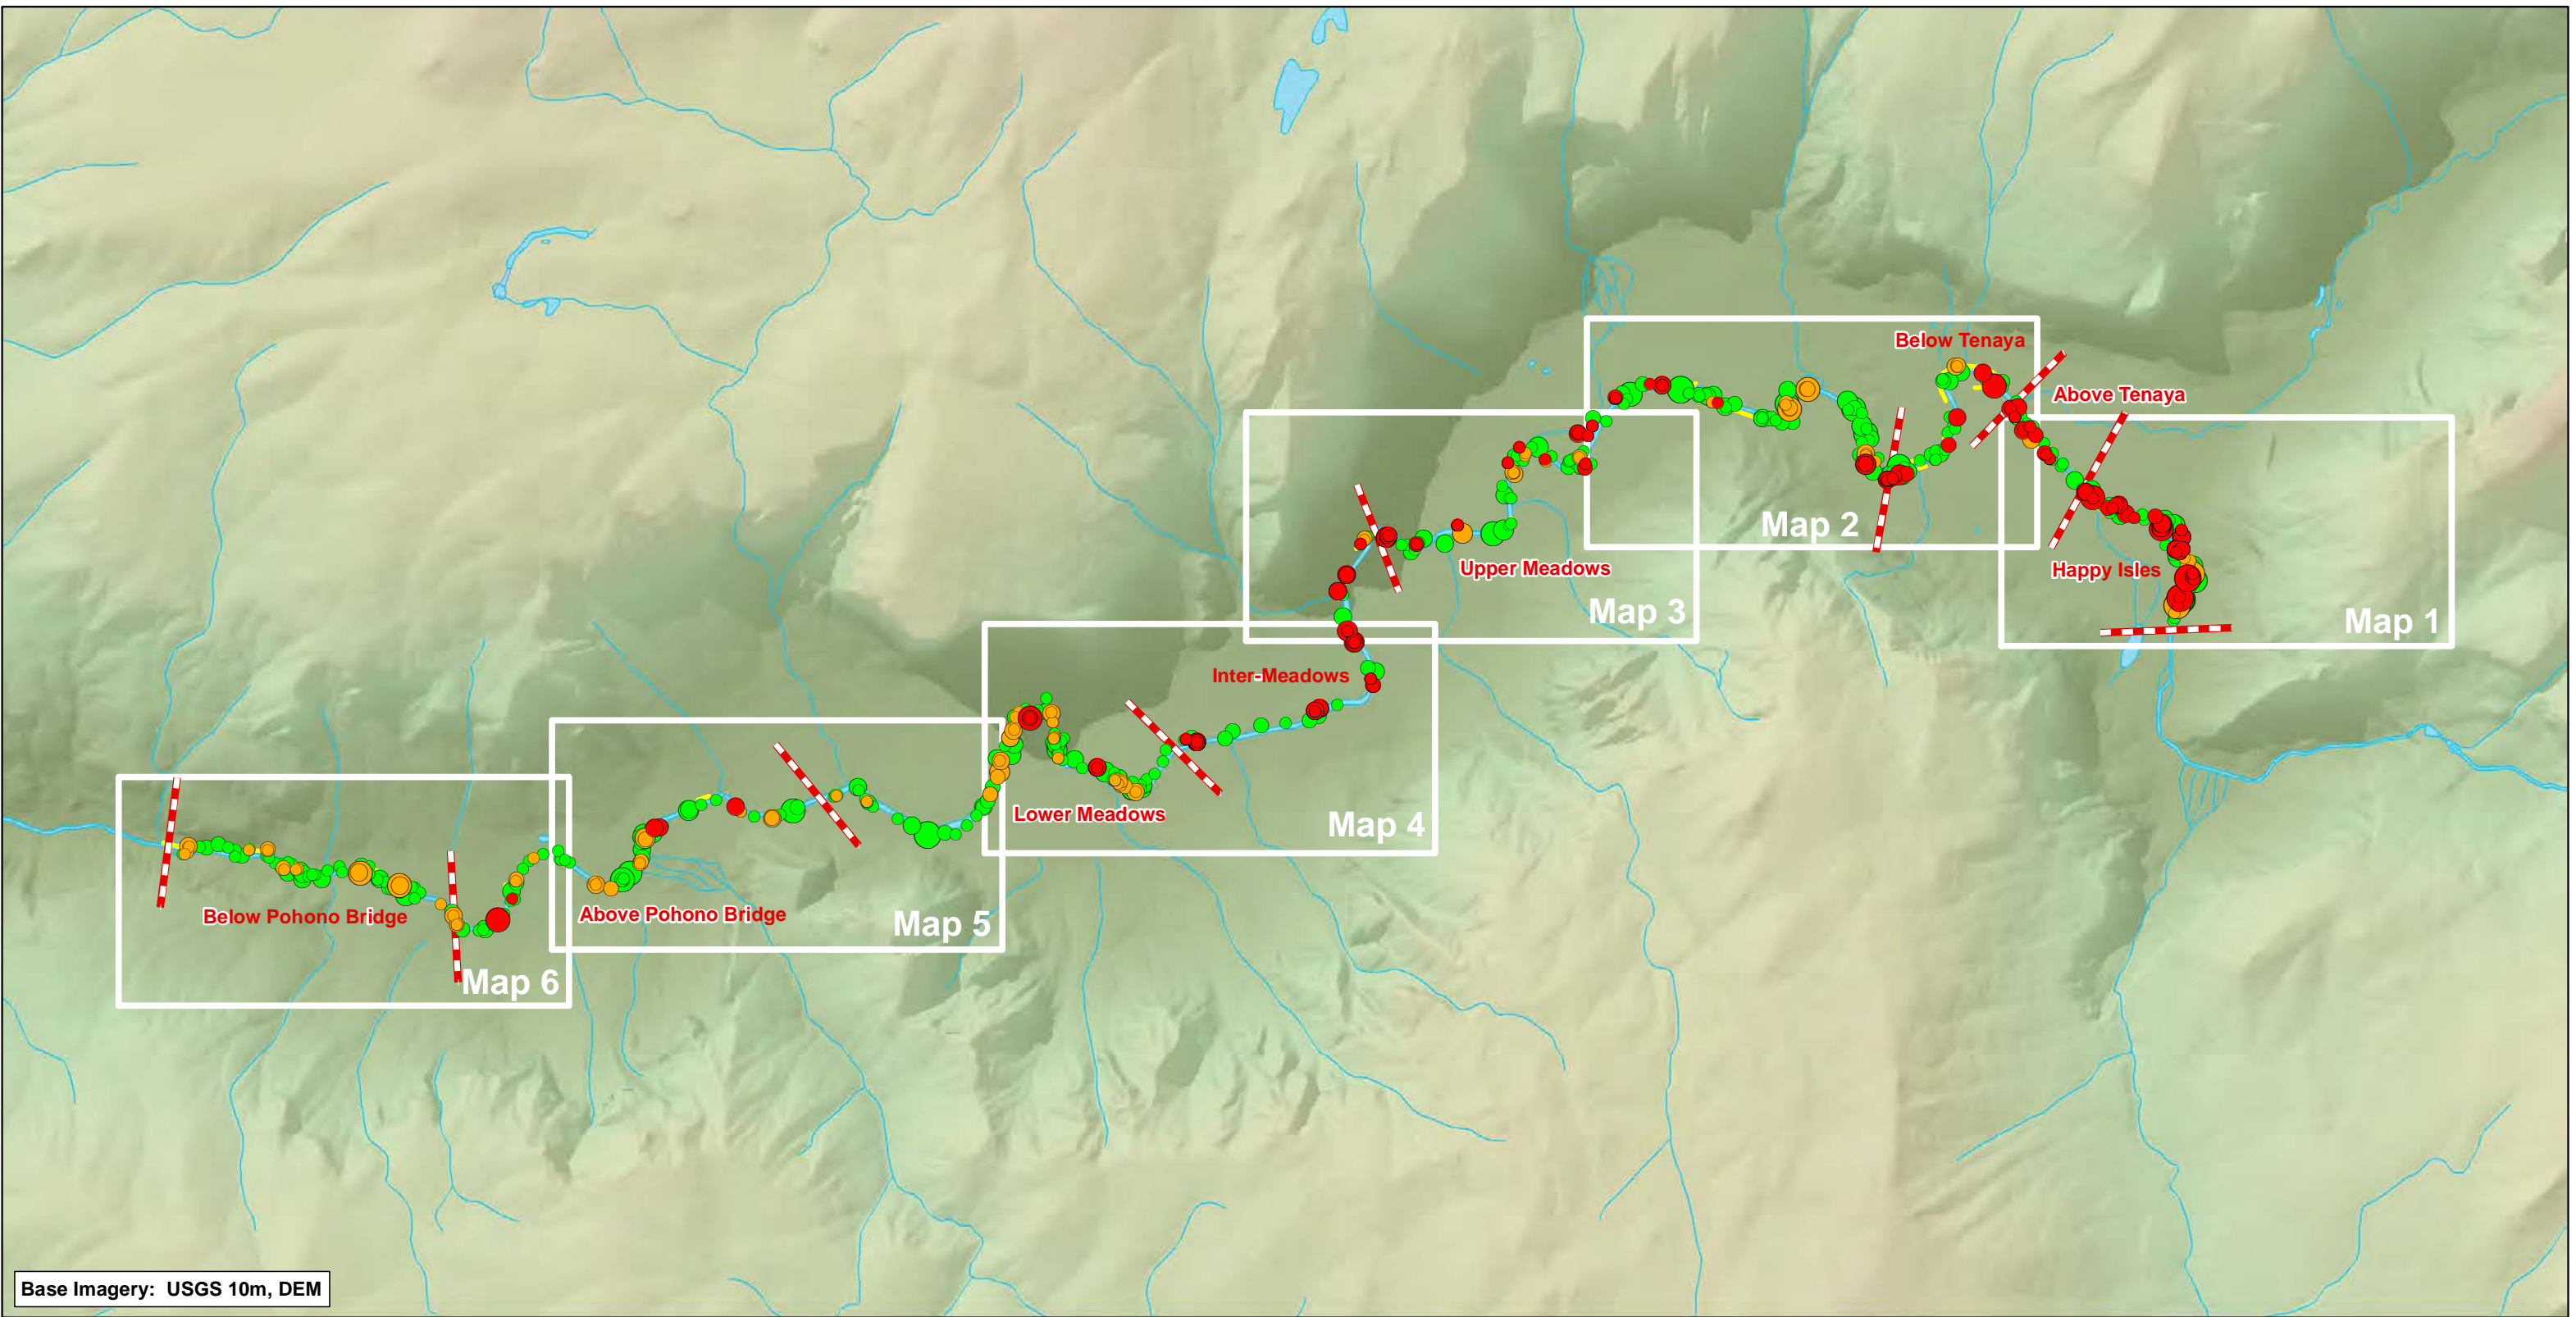 Below Tenaya
Above Tenaya
Map 2
Upper Meadows
Happy Isles
Map 3
Map 1
Inter-Meadows
Lower Meadows
Map 4
Below Pohono Bridge
Above Pohono Bridge
Map 5
Map 6
Base Imagery: USGS 10m, DEM